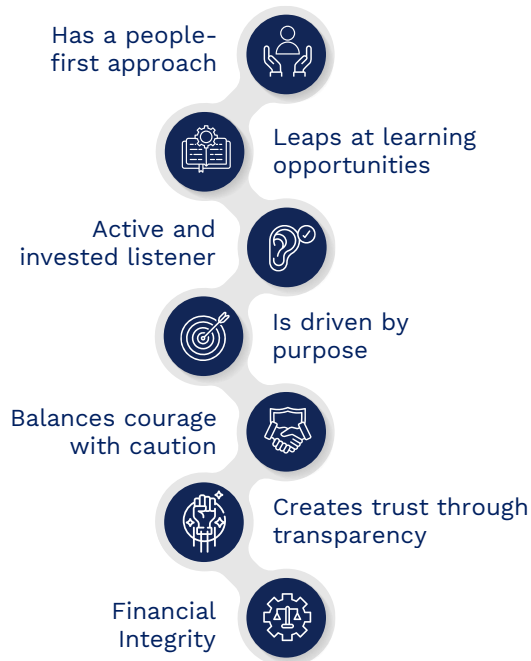 Has a people-
first approach
Leaps at learning
opportunities
Active and
invested listener
Is driven by
purpose
Balances courage
with caution
Creates trust through
transparency
Financial
Integrity